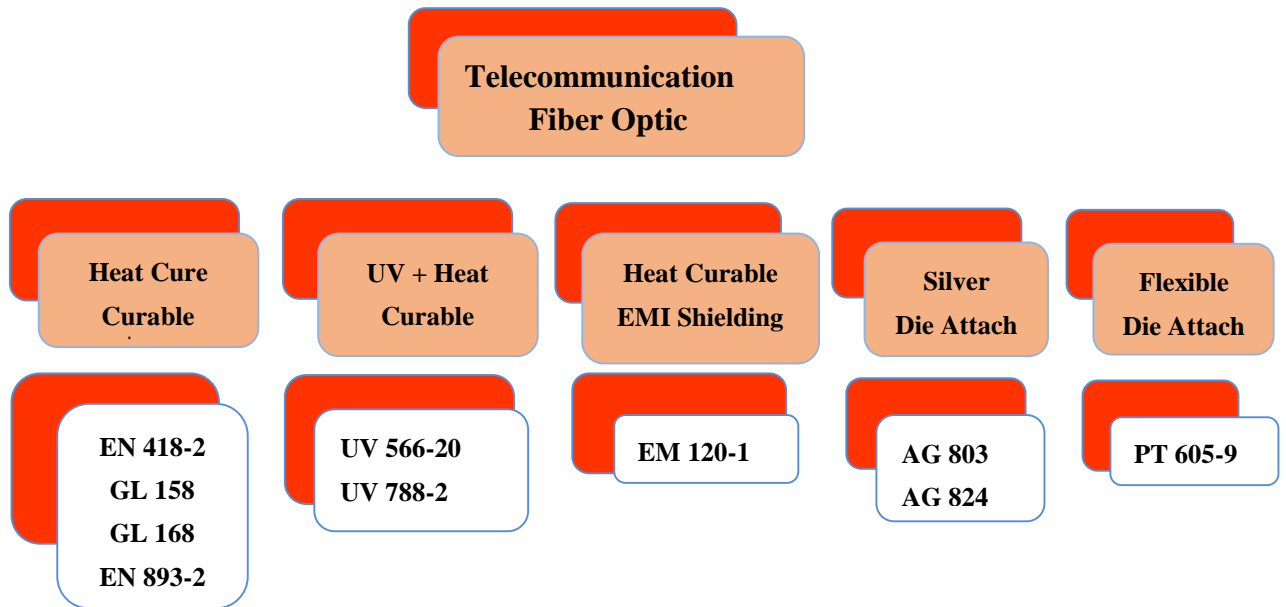 Telecommunication
Fiber Optic
Heat Cure
Curable
.
UV + Heat
Curable
Heat Curable
EMI Shielding
Silver
Die Attach
Flexible
Die Attach
EN 418-2
GL 158
GL 168
EN 893-2
UV 566-20
UV 788-2
EM 120-1
AG 803
AG 824
PT 605-9